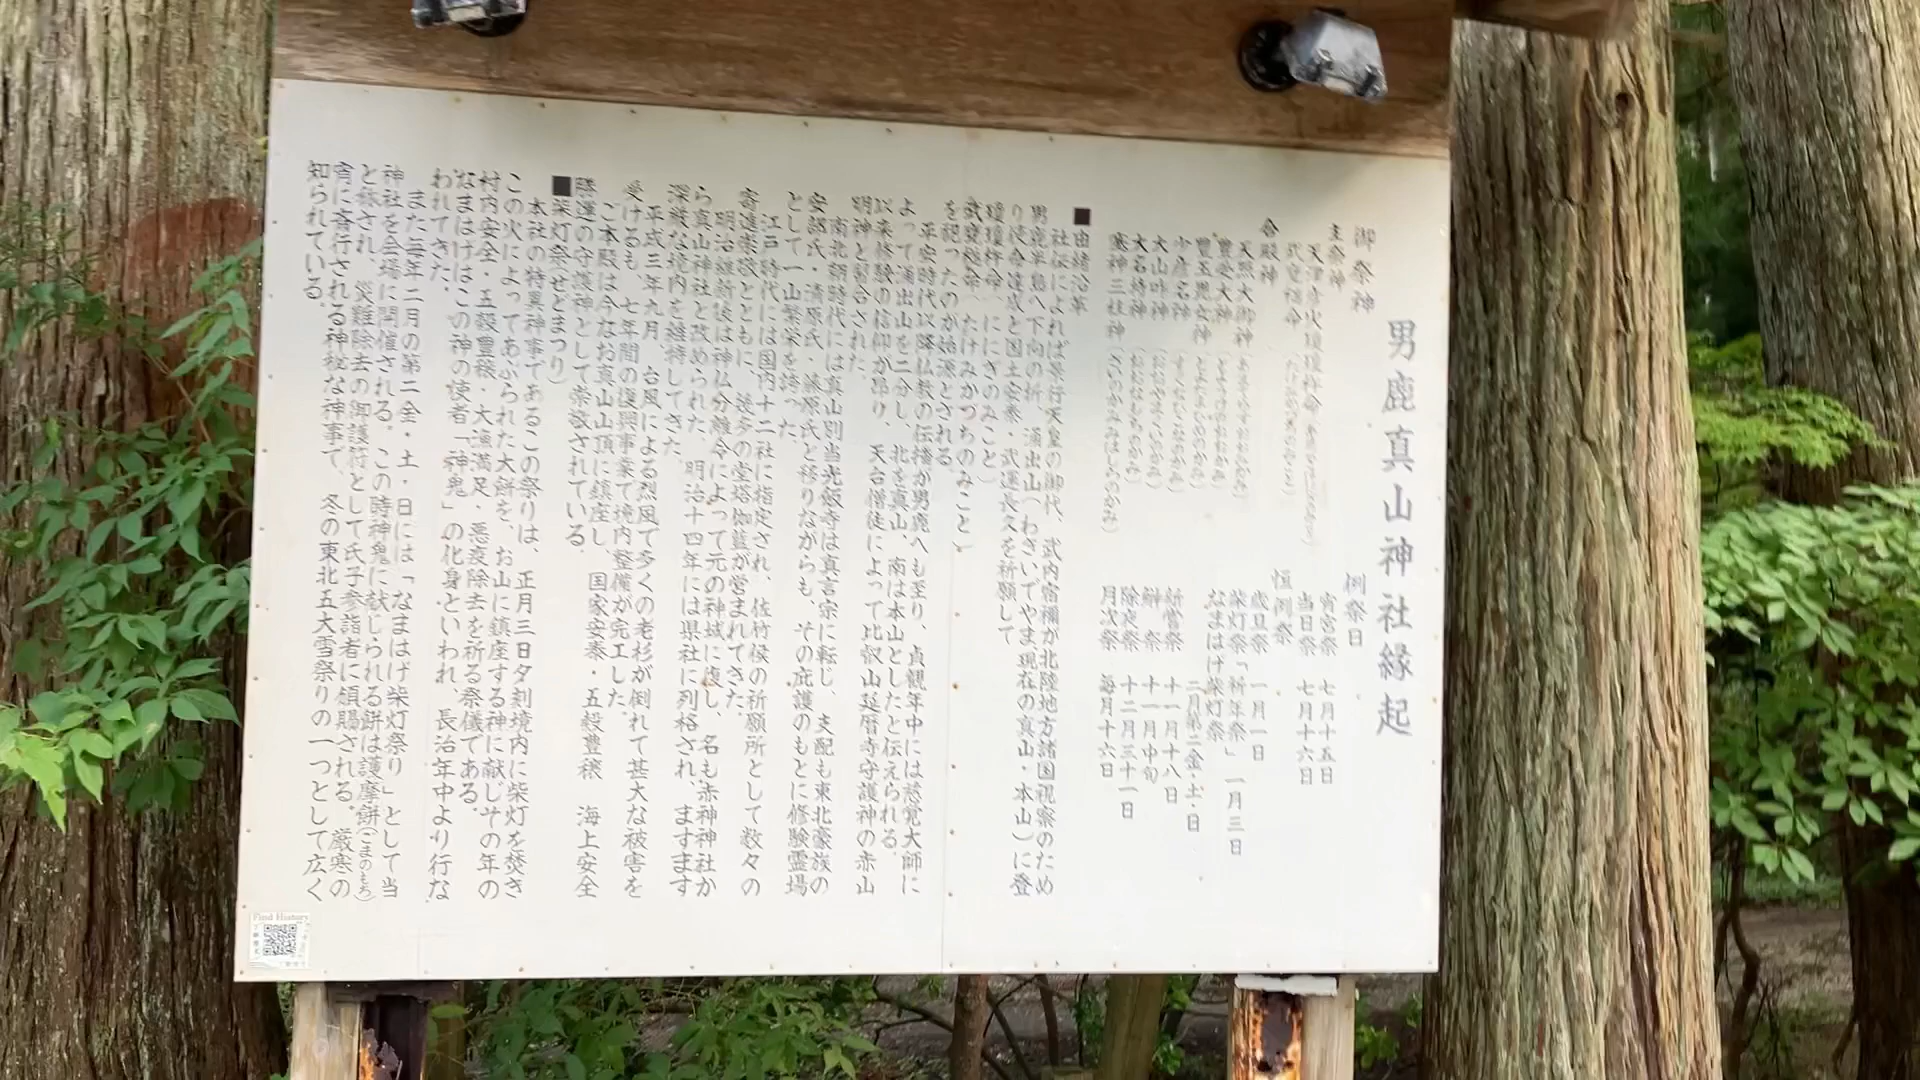 男鹿真山神社縁起
御祭神
主祭神
天津彦火瓊瓊杵命
武甕槌命
合殿神
天照大御神
豊受大神
豊玉毘女神
少彦名神
大山咋神
大名持神
塞神三柱神(さいのかみみはしらのかみ)
例祭日
宵宮祭 七月十五日
当日祭 七月十六日
恒例祭
歳旦祭 一月一日
柴灯祭「祈年祭」 一月三日
なまはげ柴灯祭
二月第二金・土・日
新嘗祭 十一月十八日
祭 十一月中旬
除夜祭 十二月三十一日
月次祭 毎月十六日
■由緒沿革
社伝によれば景行天皇の御代、武内宿禰が北陸地方諸国視察のため
男鹿半島へ下向の折、湧出山(わきいでやま現在の真山・本山)に登
り使命達成と国土安泰・武運長久を祈願して
瓊瓊杵命(ににぎのみこと)
武甕槌命(たけみかづちのみこと)
を祀ったのが始源とされる。
平安時代以降仏教の伝播が男鹿へも至り、貞観年中には慈覚大師に
よって湧出山を二分し、北を真山、南は本山としたと伝えられる。
以来修験の信仰が昂り、天台僧徒によって比叡山延暦寺守護神の赤山
明神と習合された。
南北朝時代には真山別当光飯寺は真言宗に転じ、支配も東北豪族の
安部氏・清原氏・藤原氏と移りながらも、その庇護のもとに修験霊場
として一山繁栄を誇った。
江戸時代には国内十二社に指定され、佐竹侯の祈願所として数々の
寄進崇敬とともに、幾多の堂塔伽藍が営まれてきた。
明治維新後は神仏分離令によって元の神域に復し、名も赤神神社か
ら真山神社と改められた。明治十四年には県社に列格され、ますます
深厳な境内を維持してきた。
平成三年九月、台風による烈風で多くの老杉が倒れて甚大な被害を
受けるも、七年間の復興事業で境内整備が完工した。
ご本殿は今なお真山山頂に鎮座し、国家安泰・五穀豊穣 海上安全
勝運の守護神として崇敬されている。
■柴灯祭(せどまつり)
本社の特異神事であるこの祭りは、正月三日夕刻境内に柴灯を焚き
この火によってあぶられた大餅を、お山に鎮座する神に献じその年の
村内安全・五穀豊穣・大漁満足・悪疫除去を祈る祭儀である。
なまはげはこの神の使者「神鬼」の化身といわれ、長治年中より行な
われてきた。
また毎年二月の第二金・土・日には「なまはげ柴灯祭り」として当
神社を会場に開催される。この時神鬼に献じられる餅は護摩餅(ごまのもち)
と称され、災難除去の御護符として氏子参詣者に頒賜される。厳寒の
宵に斎行される神秘な神事で、冬の東北五大雪祭りの一つとして広く
知られている。
Find History